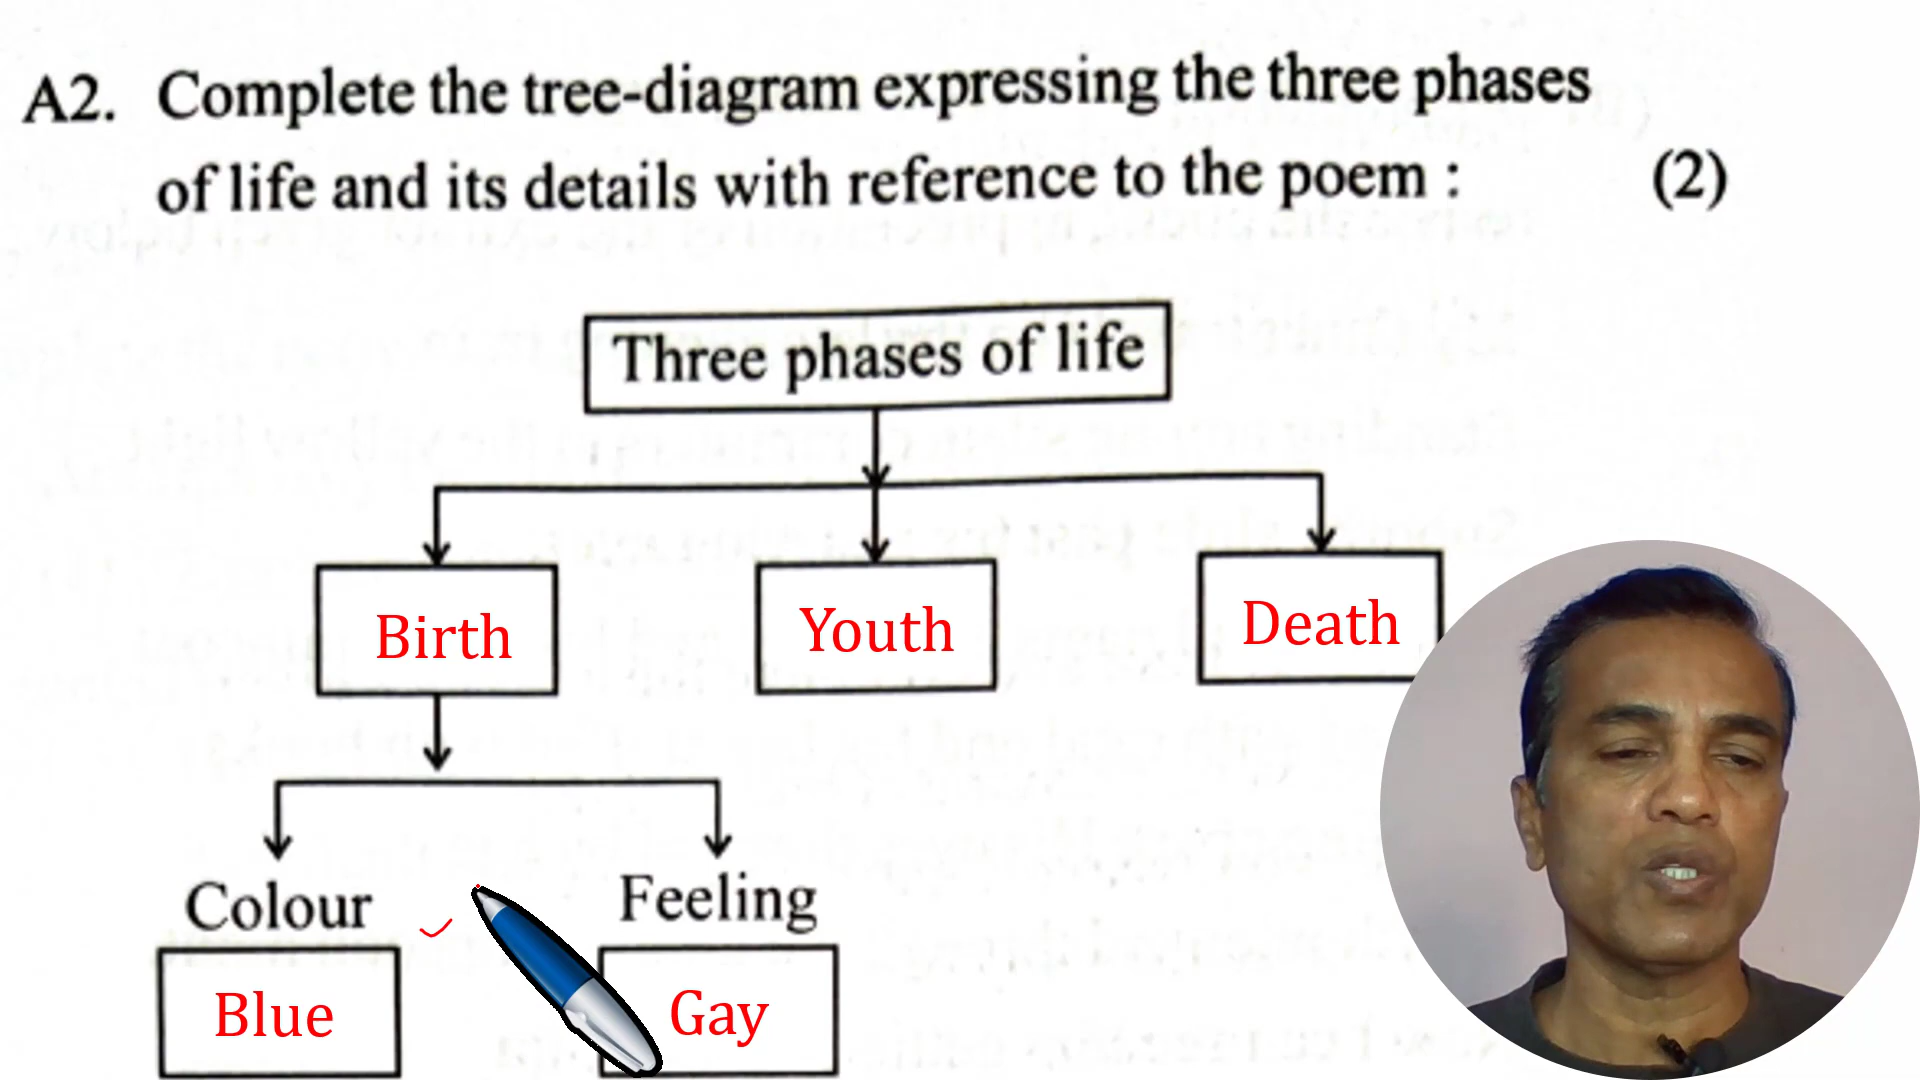 A2. Complete the tree-diagram expressing the three phases
of life and its details with reference to the poem : (2)
Three phases of life
Birth Youth Death
Colour Feeling
Blue Gay